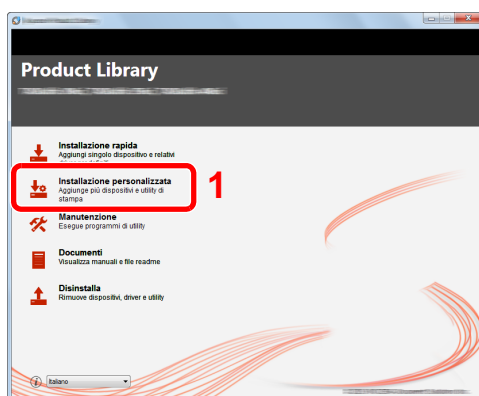 Product Library
Installazione rapida
Aggiungi singolo dispositivo e relativi
Installazione personalizzata
Aggiunge più dispositivi e utility di
stampa
1
Manutenzione
Esegue programmi di utility
Documenti
Visualizza manuali e file readme
Disinstalla
Rimuove dispositivi, driver e utility
Italiano